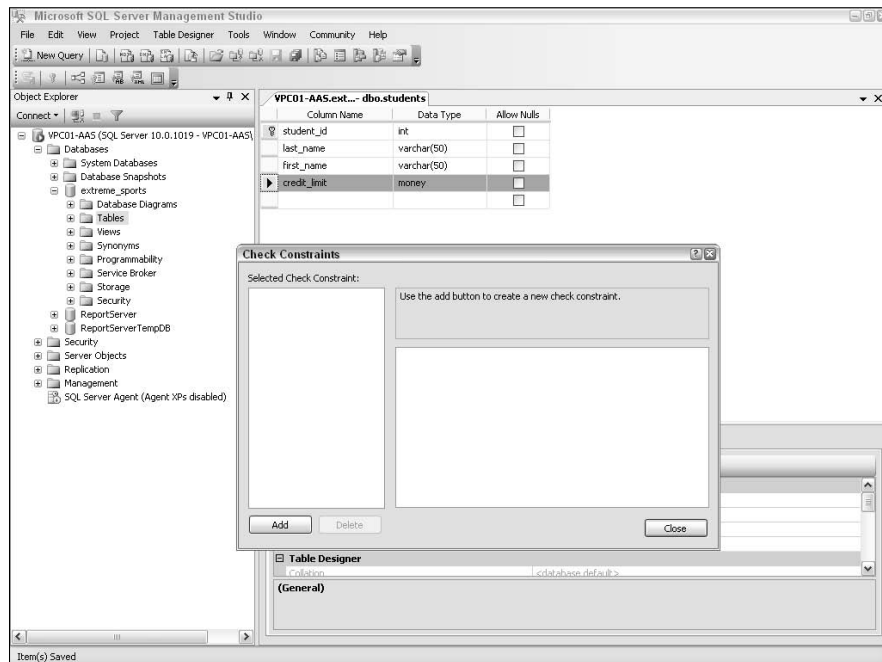 Microsoft SQL Server Management Studio
File Edit View Project Table Designer Tools Window Community Help
New Query
Object Explorer
Connect
VPC01-AAS (SQL Server 10.0.1019 - VPC01-AAS\
Databases
System Databases
Database Snapshots
extreme_sports
Database Diagrams
Tables
Views
Synonyms
Programmability
Service Broker
Storage
Security
ReportServer
ReportServerTempDB
Security
Server Objects
Replication
Management
SQL Server Agent (Agent XPs disabled)
VPC01-AAS.ext...- dbo.students
Column Name Data Type Allow Nulls
student_id int
last_name varchar(50)
first_name varchar(50)
credit_limit money
Check Constraints
Selected Check Constraint:
Use the add button to create a new check constraint.
Add Delete
Close
Table Designer
Collation <database default>
(General)
Item(s) Saved